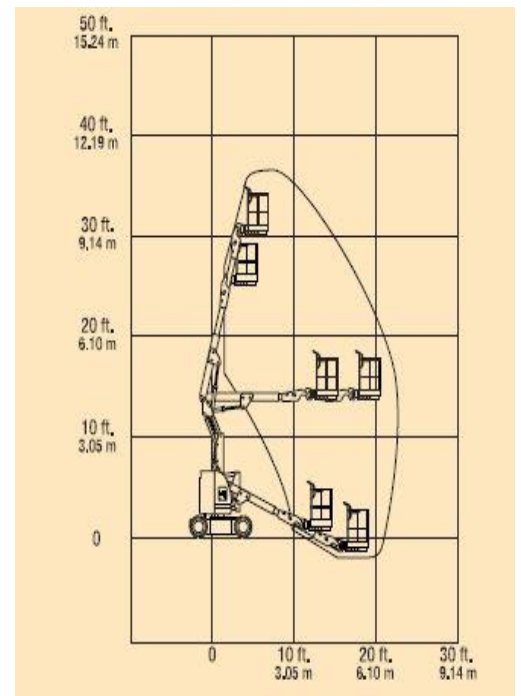 50 ft.
15.24 m
40 ft.
12.19 m
30 ft.
9,14 m
20 ft.
6.10 m
10 ft.
3,05 m
0
0
10 ft.
3.05 m
20 ft.
6.10 m
30 ft.
9.14 m